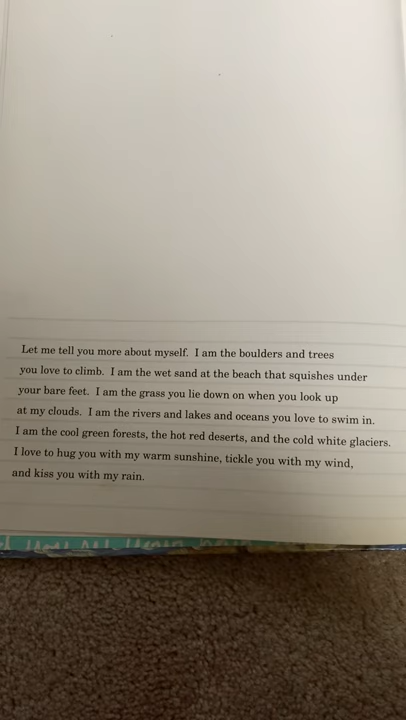 Let me tell you more about myself. I am the boulders and trees
you love to climb. I am the wet sand at the beach that squishes under
your bare feet. I am the grass you lie down on when you look up
at my clouds. I am the rivers and lakes and oceans you love to swim in.
I am the cool green forests, the hot red deserts, and the cold white glaciers.
I love to hug you with my warm sunshine, tickle you with my wind,
and kiss you with my rain.